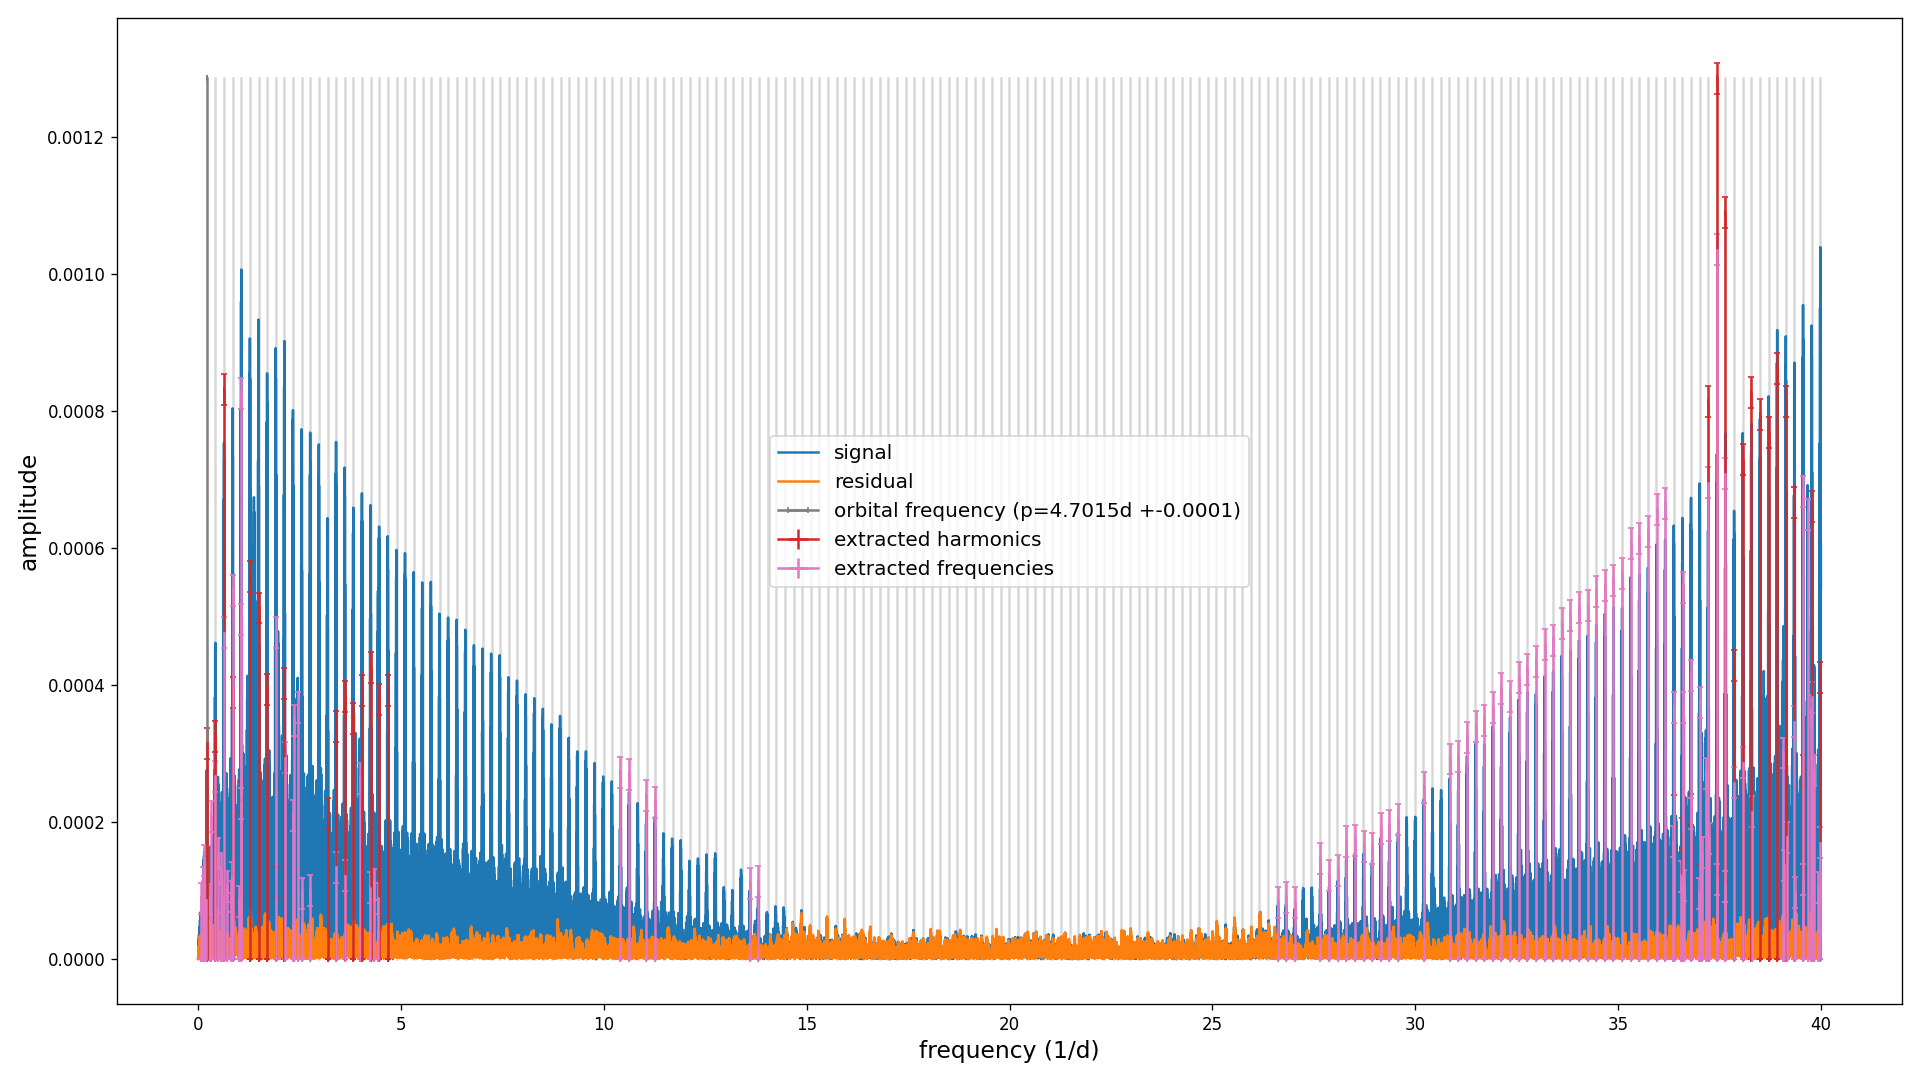 0.0012
0.0010
0.0008
0.0006
0.0004
0.0002
0.0000
amplitude
signal
residual
orbital frequency (p=4.7015d +-0.0001)
extracted harmonics
extracted frequencies
0 5 10 15 20 25 30 35 40
frequency (1/d)